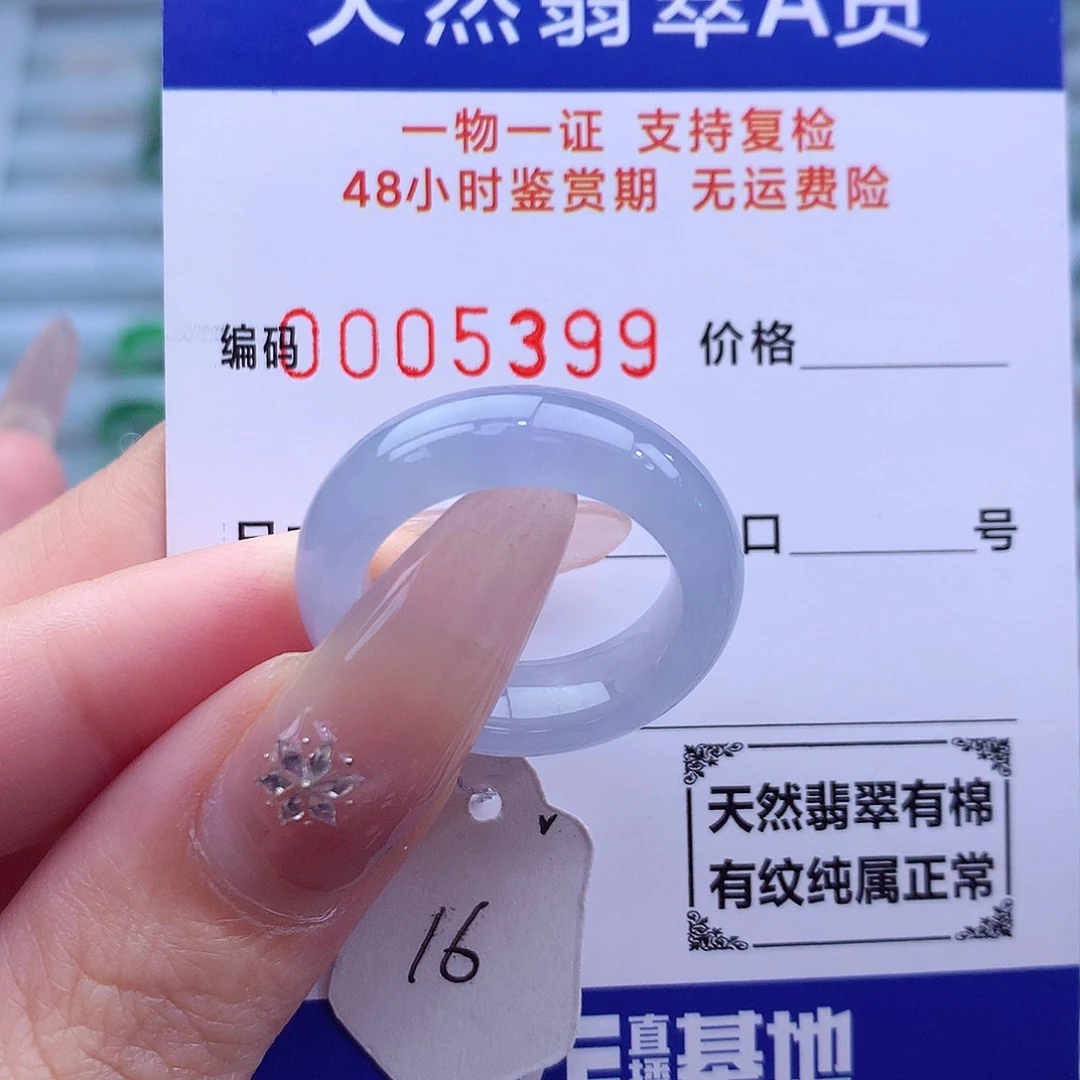 天然翡翠A货
一物一证 支持复检
48小时鉴赏期 无运费险
编码0005399 价格
口 号
天然翡翠有棉
有纹纯属正常
16
直播基地